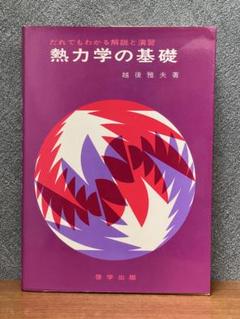 だれでもわかる解説と演習
熱力学の基礎
越後雅夫著
啓学出版